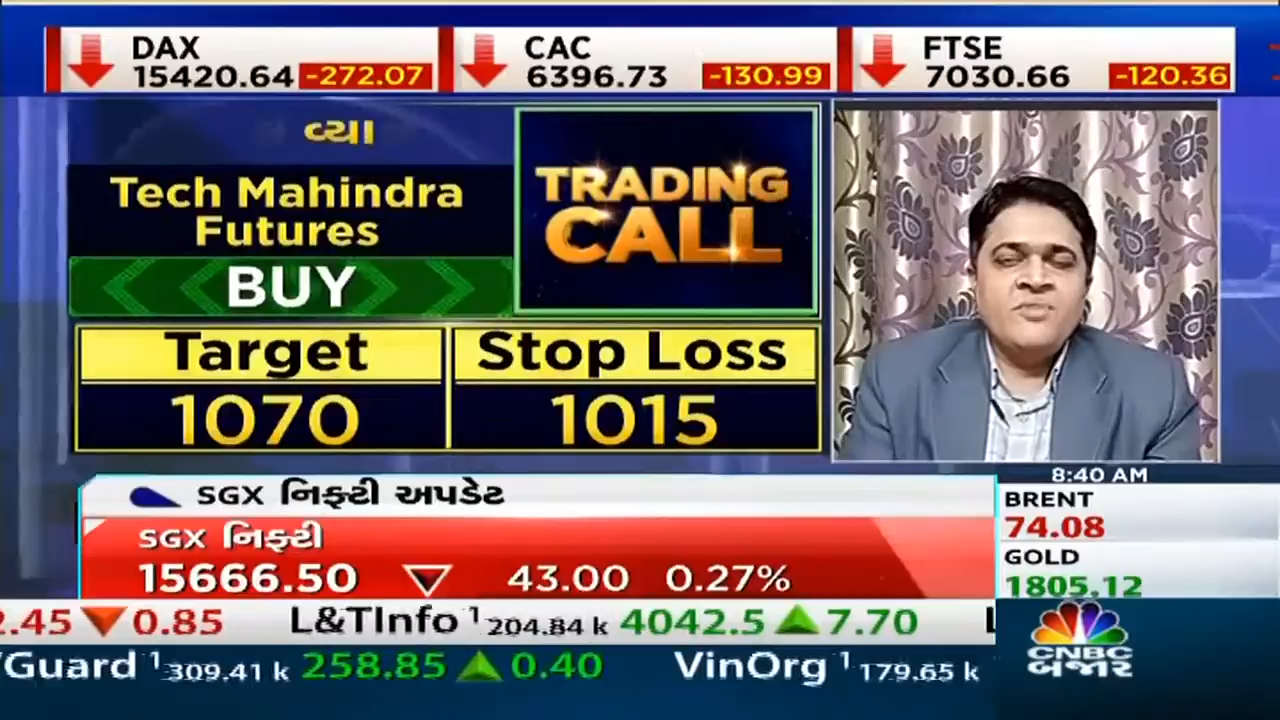 DAX
15420.64 -272.07
CAC
6396.73 -130.99
FTSE
7030.66 -120.36
વ્યા
Tech Mahindra
Futures
BUY
TRADING
CALL
Target
1070
Stop Loss
1015
SGX નિફ્ટી અપડેટ
SGX નિફ્ટી
15666.50 43.00 0.27%
8:40 AM
BRENT
74.08
GOLD
1805.12
2.45 0.85 L&TInfo 1 204.84 k 4042.5 7.70
Guard 1 309.41 k 258.85 0.40 VinOrg 1 179.65 k
CNBC
બજાર